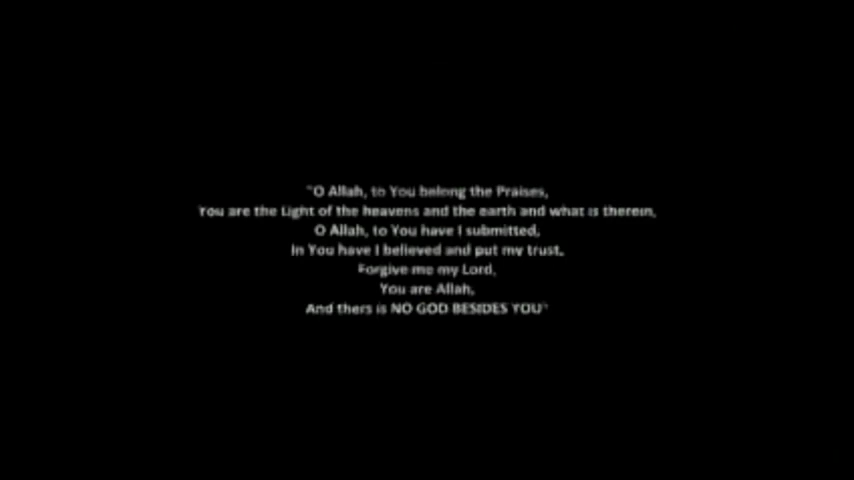 "O Allah, to You belong the Praises,
You are the Light of the heavens and the earth and what is therein,
O Allah, to You have I submitted,
In You have I believed and put my trust,
Forgive me my Lord,
You are Allah,
And thers is NO GOD BESIDES YOU"